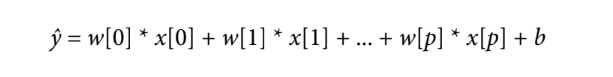 ŷ = w[0] * x[0] + w[1] * x[1] + ... + w[p] * x[p] + b